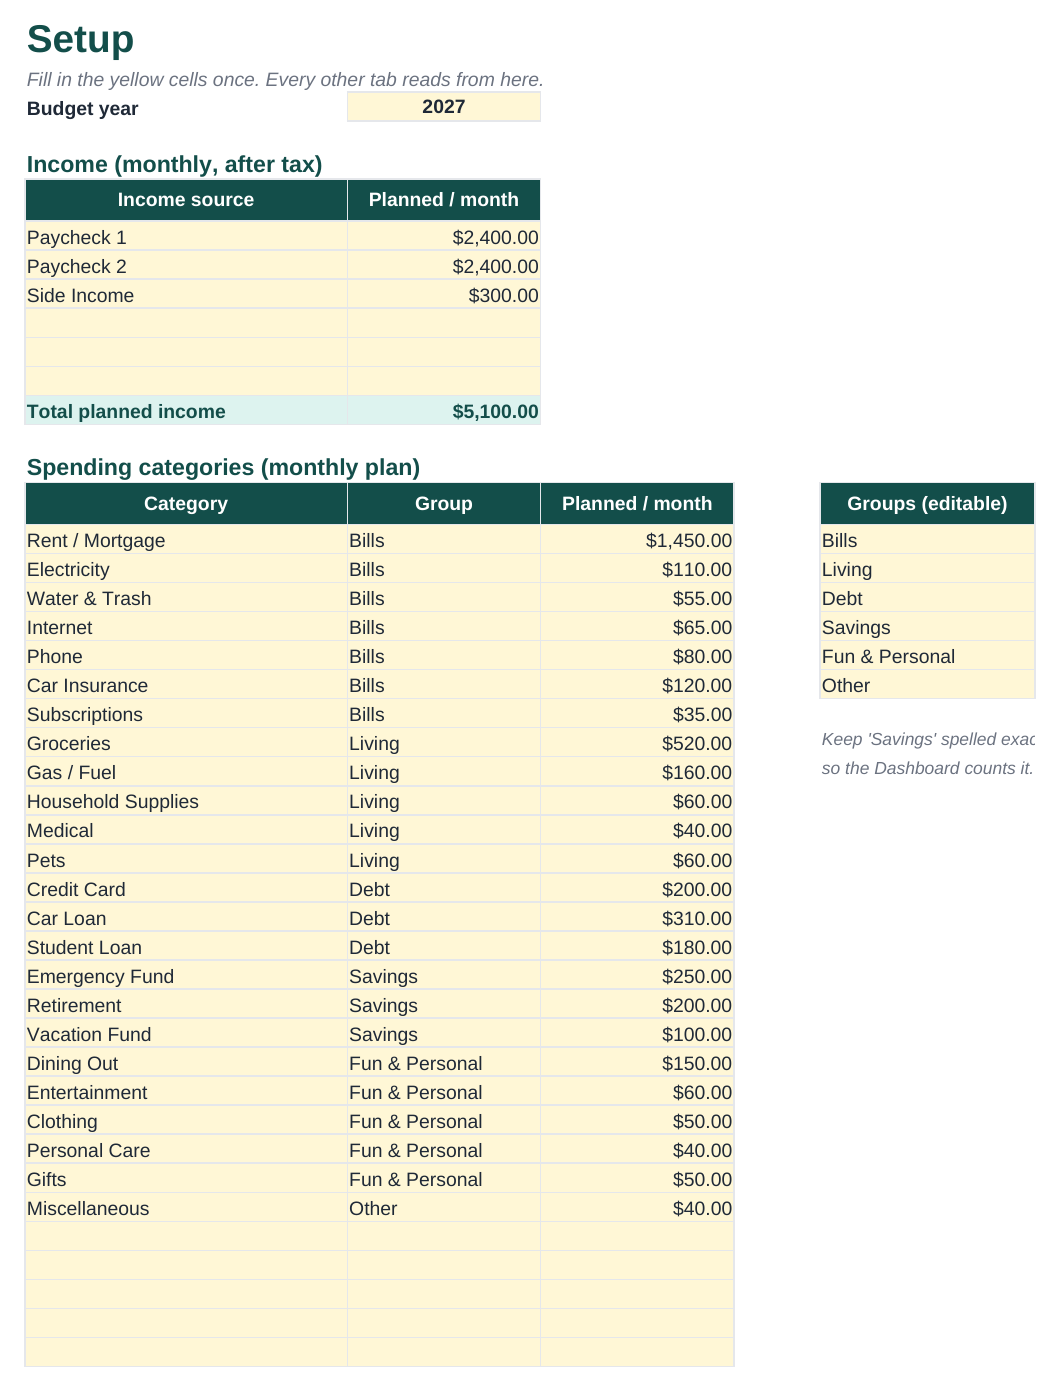 Setup
Fill in the yellow cells once. Every other tab reads from here.
Budget year 2027
Income (monthly, after tax)
Income source Planned / month
Paycheck 1 $2,400.00
Paycheck 2 $2,400.00
Side Income $300.00
Total planned income $5,100.00
Spending categories (monthly plan)
Category Group Planned / month Groups (editable)
Rent / Mortgage Bills $1,450.00 Bills
Electricity Bills $110.00 Living
Water & Trash Bills $55.00 Debt
Internet Bills $65.00 Savings
Phone Bills $80.00 Fun & Personal
Car Insurance Bills $120.00 Other
Subscriptions Bills $35.00
Groceries Living $520.00 Keep 'Savings' spelled
Gas / Fuel Living $160.00 so the Dashboard counts it.
Household Supplies Living $60.00
Medical Living $40.00
Pets Living $60.00
Credit Card Debt $200.00
Car Loan Debt $310.00
Student Loan Debt $180.00
Emergency Fund Savings $250.00
Retirement Savings $200.00
Vacation Fund Savings $100.00
Dining Out Fun & Personal $150.00
Entertainment Fun & Personal $60.00
Clothing Fun & Personal $50.00
Personal Care Fun & Personal $40.00
Gifts Fun & Personal $50.00
Miscellaneous Other $40.00